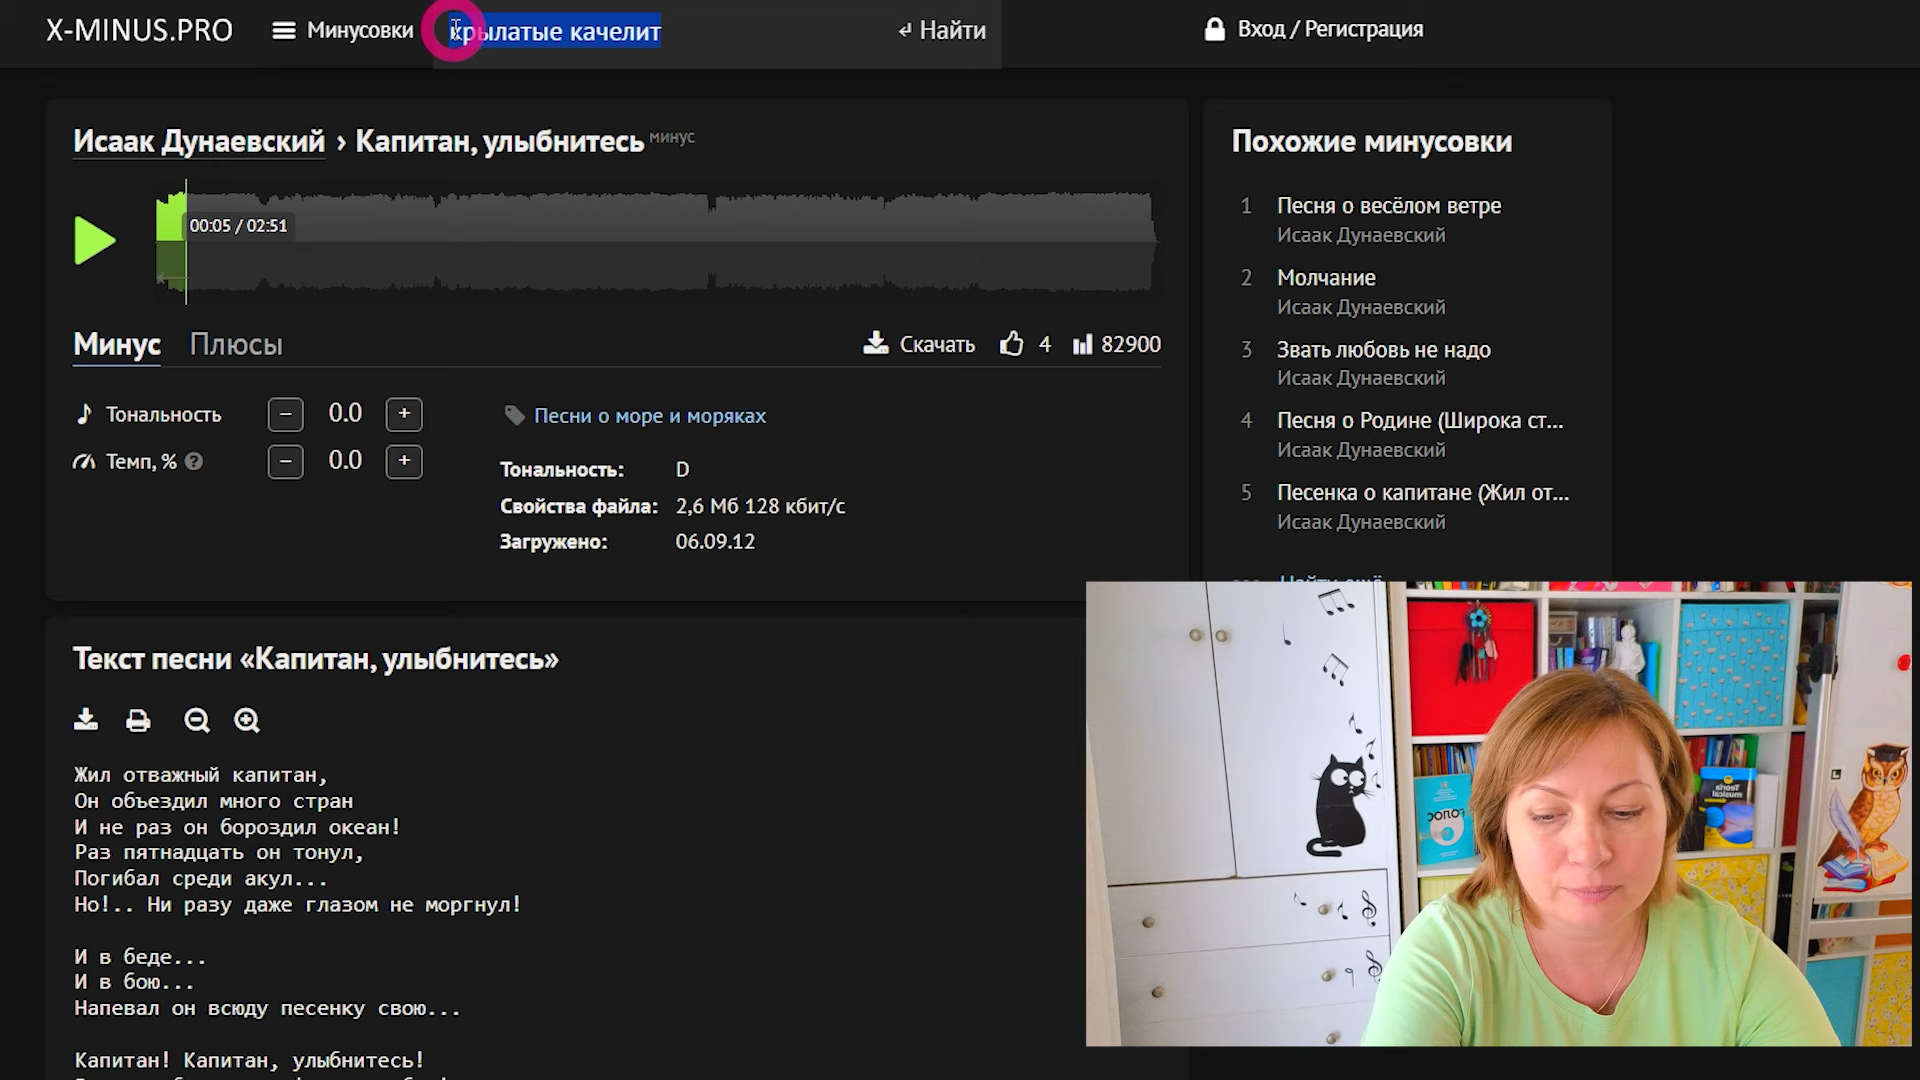 X-MINUS.PRO
Минусовки
крылатые качелит
Найти
Вход / Регистрация
Исаак Дунаевский › Капитан, улыбнитесь минус
00:05 / 02:51
Минус
Плюсы
Скачать
4
82900
Тональность
− 0.0 +
Темп, % ?
− 0.0 +
Песни о море и моряках
Тональность: D
Свойства файла: 2,6 Мб 128 кбит/с
Загружено: 06.09.12
Похожие минусовки
1 Песня о весёлом ветре
Исаак Дунаевский
2 Молчание
Исаак Дунаевский
3 Звать любовь не надо
Исаак Дунаевский
4 Песня о Родине (Широка ст...
Исаак Дунаевский
5 Песенка о капитане (Жил от...
Исаак Дунаевский
Текст песни «Капитан, улыбнитесь»
Жил отважный капитан,
Он объездил много стран
И не раз он бороздил океан!
Раз пятнадцать он тонул,
Погибал среди акул...
Но!.. Ни разу даже глазом не моргнул!
И в беде...
И в бою...
Напевал он всюду песенку свою...
Капитан! Капитан, улыбнитесь!
ГОЛОС
Teoría musical